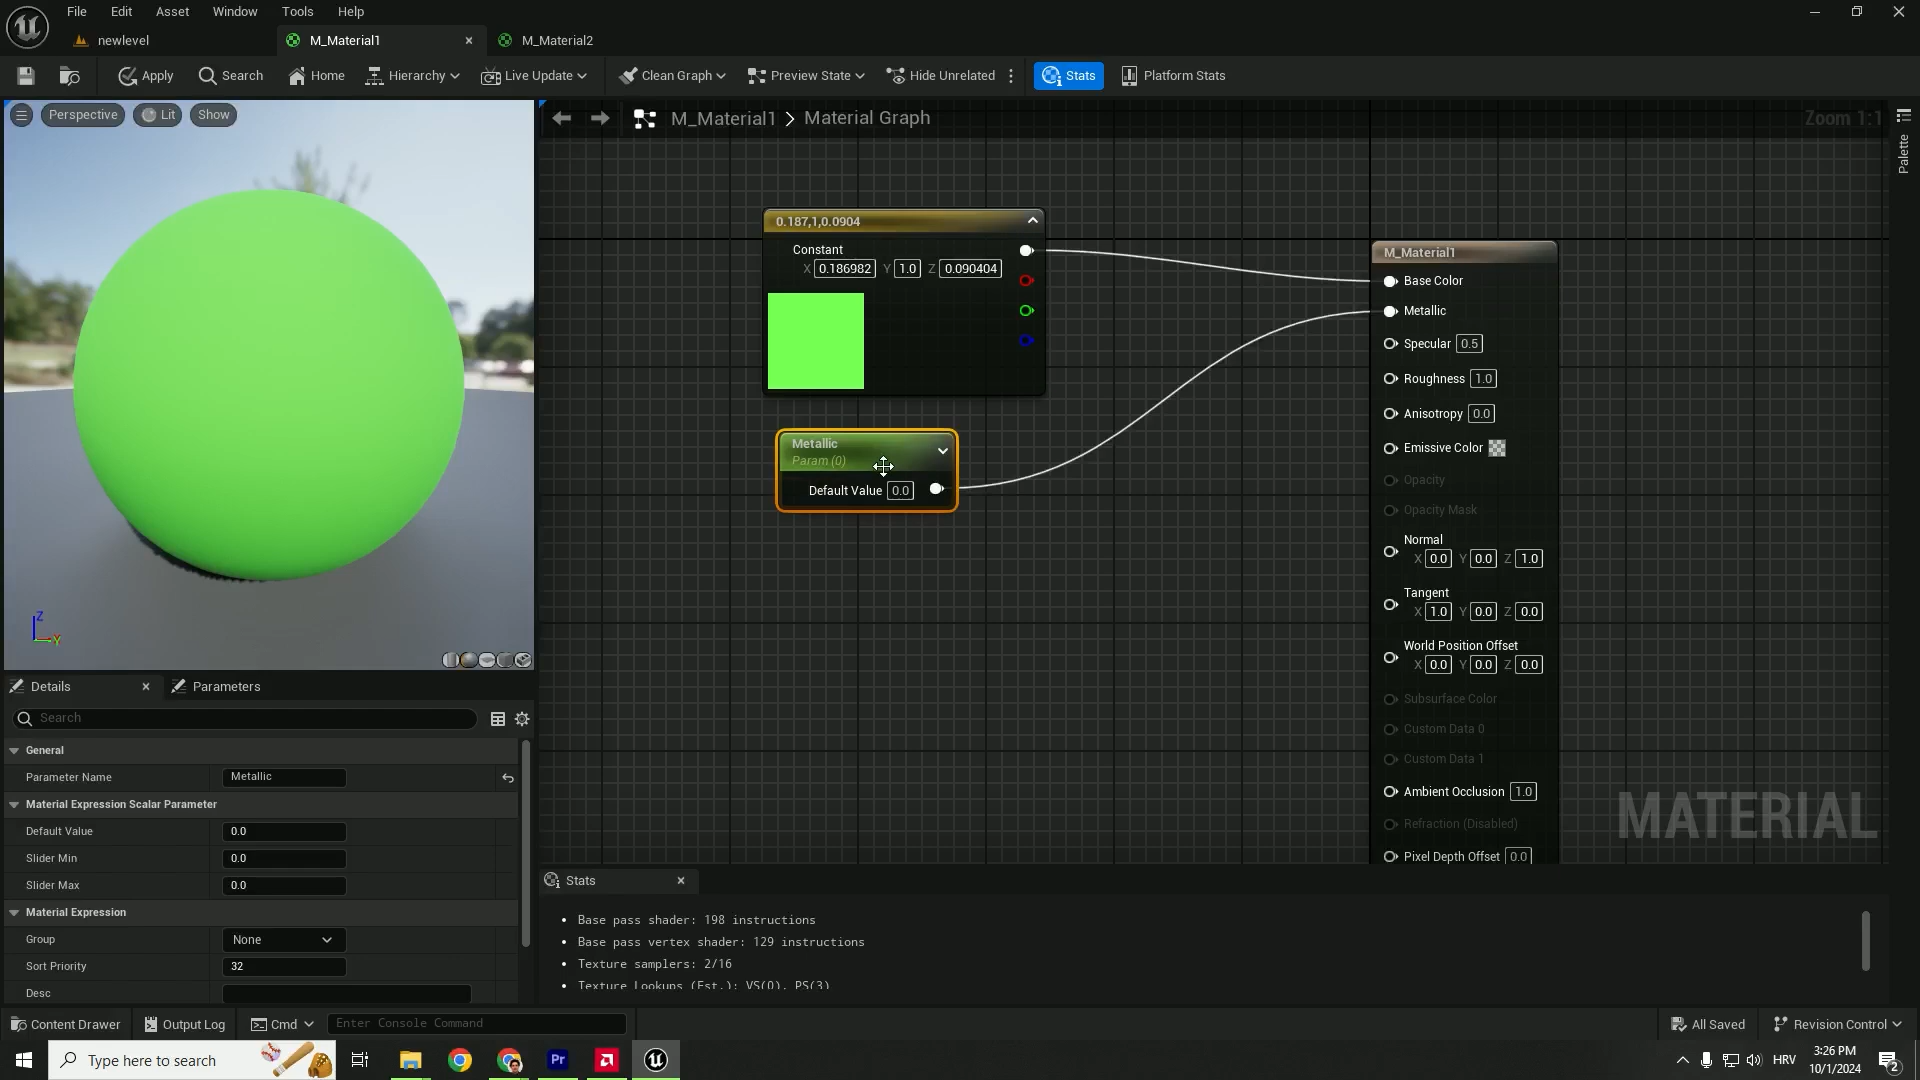 File Edit Asset Window Tools Help
newlevel M_Material1 × M_Material2
Apply Search Home Hierarchy Live Update Clean Graph Preview State Hide Unrelated Stats Platform Stats
Perspective Lit Show
M_Material1 > Material Graph
Zoom 1:1
Palette
0.187,1,0.0904
Constant
X 0.186982 Y 1.0 Z 0.090404
Metallic
Param (0)
Default Value 0.0
M_Material1
Base Color
Metallic
Specular 0.5
Roughness 1.0
Anisotropy 0.0
Emissive Color
Opacity
Opacity Mask
Normal
X 0.0 Y 0.0 Z 1.0
Tangent
X 1.0 Y 0.0 Z 0.0
World Position Offset
X 0.0 Y 0.0 Z 0.0
Subsurface Color
Custom Data 0
Custom Data 1
Ambient Occlusion 1.0
Refraction (Disabled)
Pixel Depth Offset 0.0
MATERIAL
Z
Y
Details × Parameters
Search
General
Parameter Name Metallic
Material Expression Scalar Parameter
Default Value 0.0
Slider Min 0.0
Slider Max 0.0
Material Expression
Group None
Sort Priority 32
Desc
Stats ×
• Base pass shader: 198 instructions
• Base pass vertex shader: 129 instructions
• Texture samplers: 2/16
• Texture Lookups (Est.): VS(0), PS(3)
Content Drawer Output Log Cmd Enter Console Command All Saved Revision Control
Type here to search
Pr
HRV
3:26 PM
10/1/2024
2